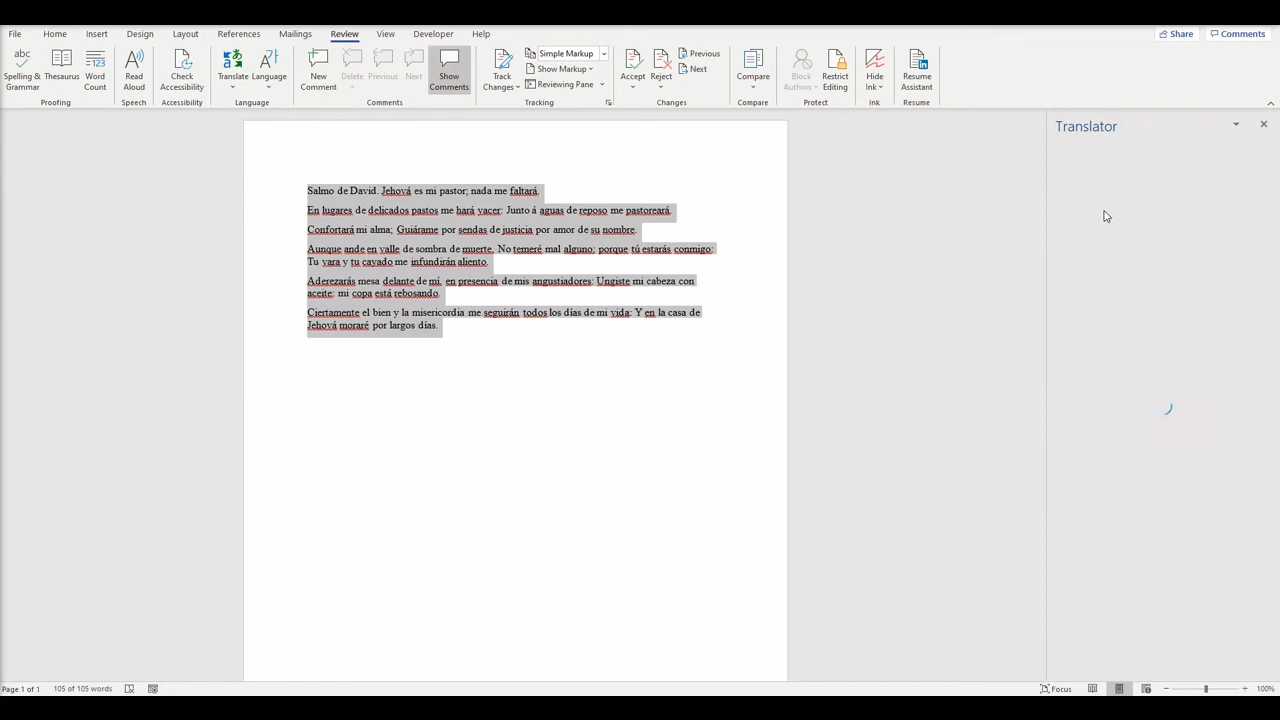 File Home Insert Design Layout References Mailings Review View Developer Help Share Comments
Spelling & Grammar Thesaurus Word Count Read Aloud Check Accessibility Translate Language New Comment Delete Previous Next Show Comments Track Changes Simple Markup Show Markup Reviewing Pane Accept Reject Previous Next Compare Block Authors Restrict Editing Hide Ink Resume Assistant
Proofing Speech Accessibility Language Comments Tracking Changes Compare Protect Ink Resume
Translator
Salmo de David. Jehová es mi pastor; nada me faltará.
En lugares de delicados pastos me hará yacer: Junto á aguas de reposo me pastoreará.
Confortará mi alma; Guiárame por sendas de justicia por amor de su nombre.
Aunque ande en valle de sombra de muerte, No temeré mal alguno; porque tú estarás conmigo:
Tu vara y tu cayado me infundirán aliento.
Aderezarás mesa delante de mí, en presencia de mis angustiadores: Ungiste mi cabeza con
aceite: mi copa está rebosando.
Ciertamente el bien y la misericordia me seguirán todos los días de mi vida: Y en la casa de
Jehová moraré por largos días.
Page 1 of 1 105 of 105 words Focus 100%